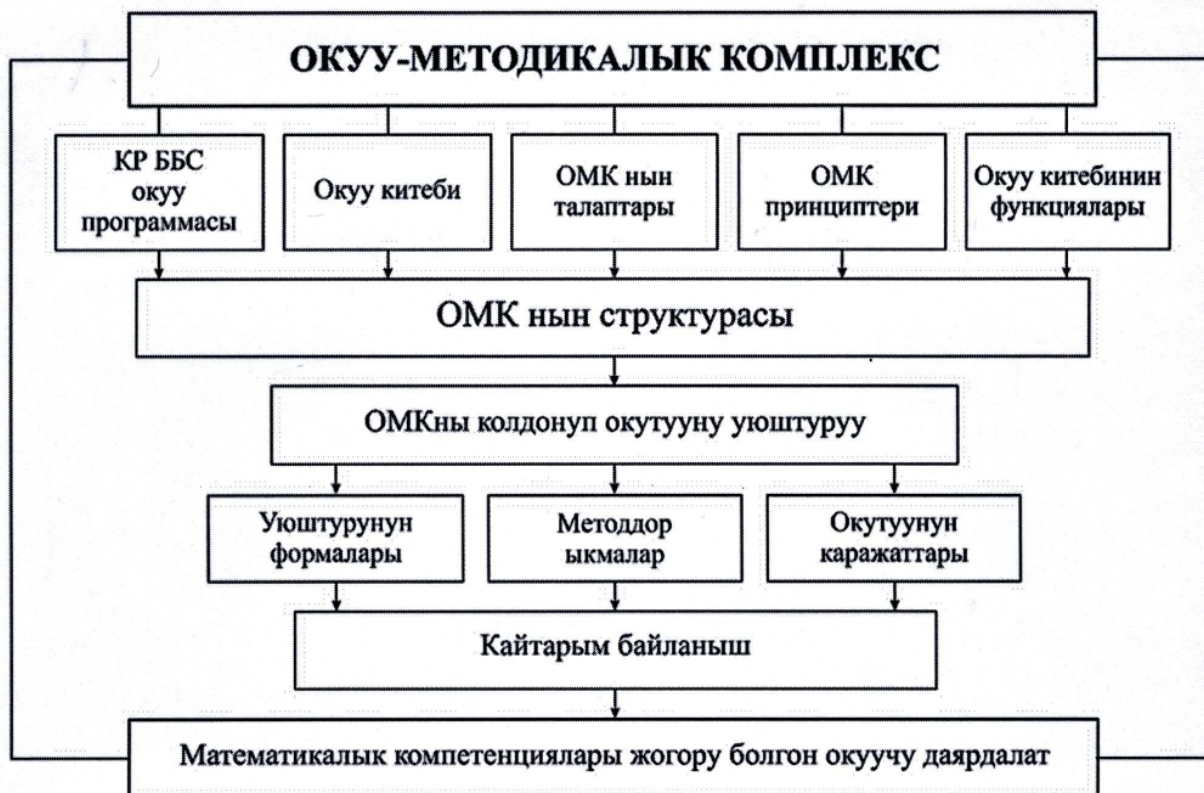 ОКУУ-МЕТОДИКАЛЫК КОМПЛЕКС
КР ББС
окуу
программасы
Окуу китеби
ОМК нын
талаптары
ОМК
принциптери
Окуу китебинин
функциялары
ОМК нын структурасы
ОМКны колдонуп окутууну уюштуруу
Уюштурунун
формалары
Методдор
ыкмалар
Окутуунун
каражаттары
Кайтарым байланыш
Математикалык компетенциялары жогору болгон окуучу даярдалат